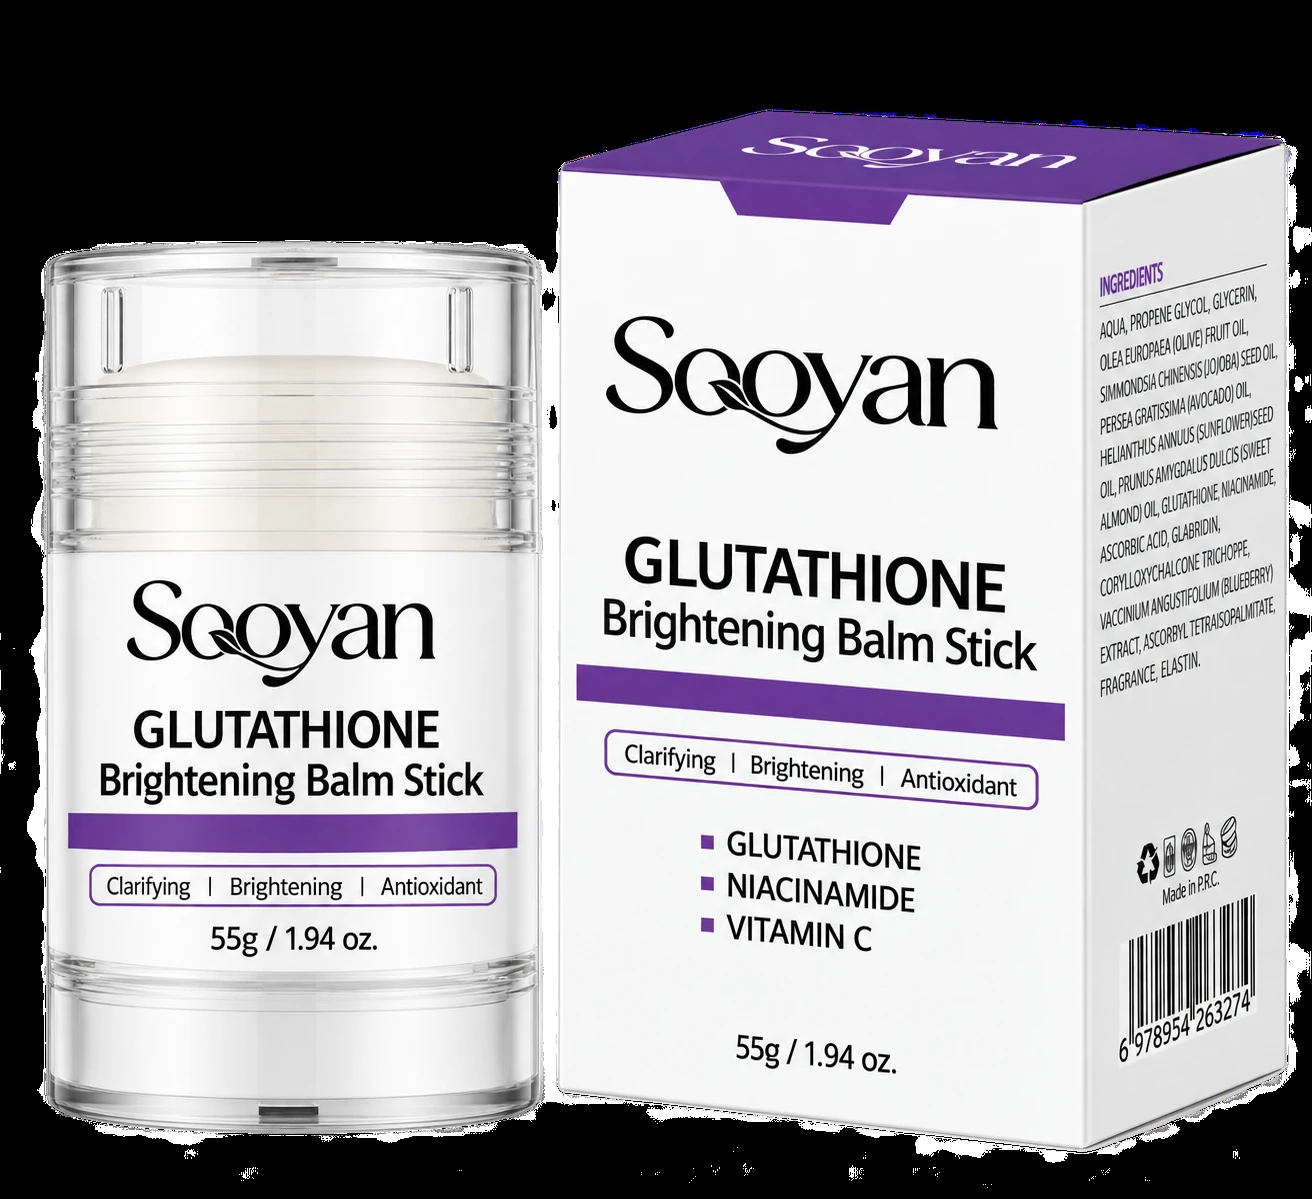 Sooyan
GLUTATHIONE
Brightening Balm Stick
Clarifying | Brightening | Antioxidant
55g / 1.94 oz.
Sooyan
Sooyan
GLUTATHIONE
Brightening Balm Stick
Clarifying | Brightening | Antioxidant
GLUTATHIONE
NIACINAMIDE
VITAMIN C
55g / 1.94 oz.
INGREDIENTS
AQUA, PROPENE GLYCOL, GLYCERIN,
OLEA EUROPAEA (OLIVE) FRUIT OIL,
SIMMONDSIA CHINENSIS (JOJOBA) SEED OIL,
PERSEA GRATISSIMA (AVOCADO) OIL,
HELIANTHUS ANNUUS (SUNFLOWER)SEED
OIL, PRUNUS AMYGDALUS DULCIS (SWEET
ALMOND) OIL, GLUTATHIONE, NIACINAMIDE,
ASCORBIC ACID, GLABRIDIN,
CORYLLOXYCHALCONE TRICHOPPE,
VACCINIUM ANGUSTIFOLIUM (BLUEBERRY)
EXTRACT, ASCORBYL TETRAISOPALMITATE,
FRAGRANCE, ELASTIN.
Made in P.R.C.
6 978954 263274